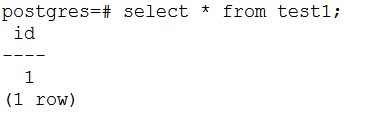 postgres=# select * from test1;
 id
----
  1
(1 row)